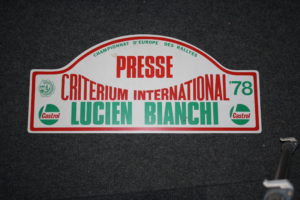 CHAMPIONNAT D'EUROPE DES RALLYES
PRESSE
CRITERIUM INTERNATIONAL '78
LUCIEN BIANCHI
Castrol
Castrol